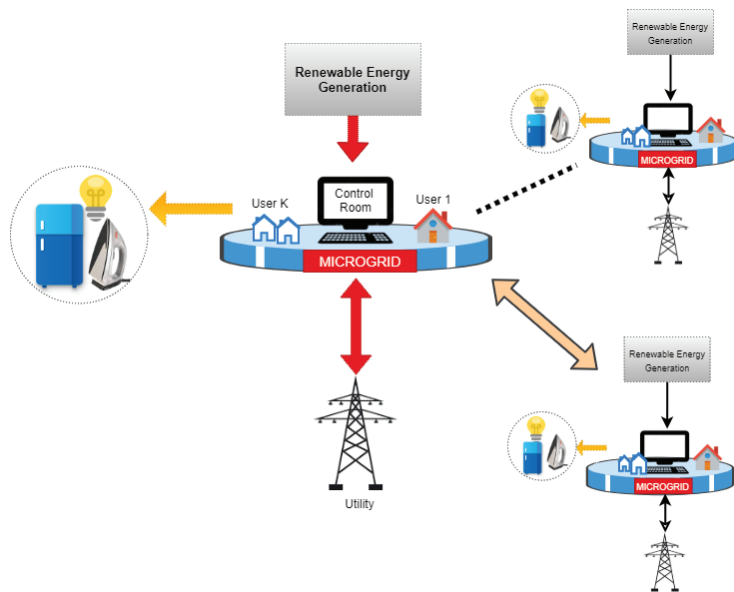 Renewable Energy
Generation
Renewable Energy
Generation
MICROGRID
User K
Control
Room
User 1
MICROGRID
Renewable Energy
Generation
MICROGRID
Utility